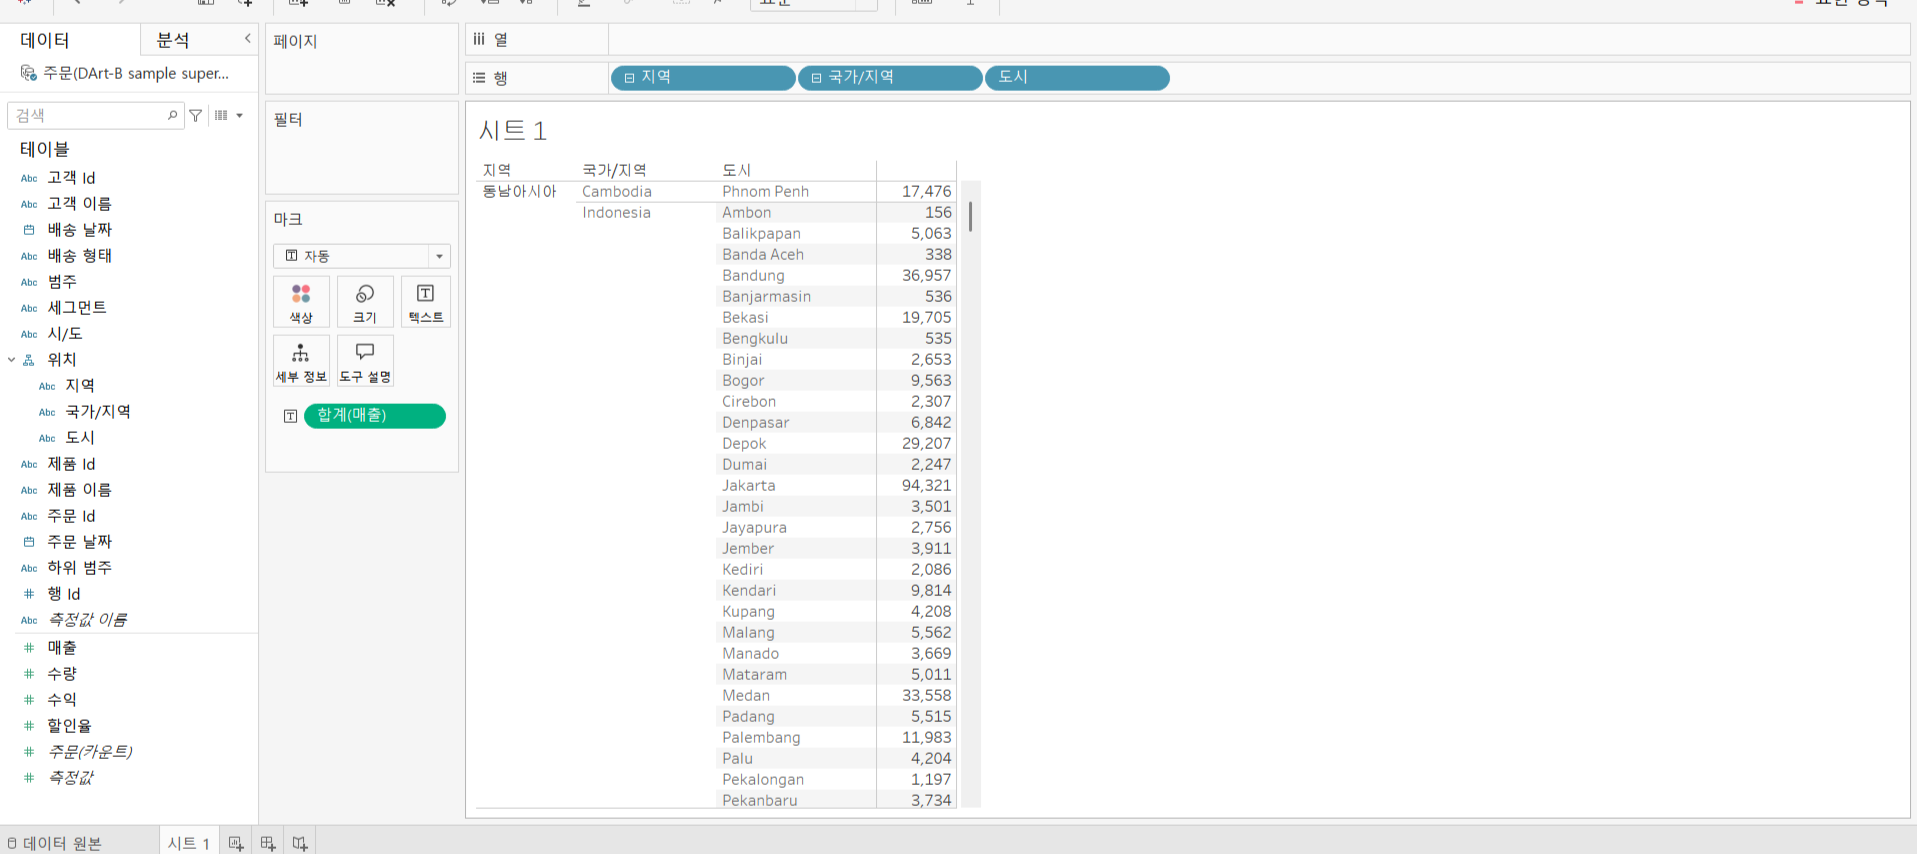 데이터
분석
주문(DArt-B sample super...
검색
테이블
Abc 고객 Id
Abc 고객 이름
배송 날짜
Abc 배송 형태
Abc 범주
Abc 세그먼트
Abc 시/도
위치
Abc 지역
Abc 국가/지역
Abc 도시
Abc 제품 Id
Abc 제품 이름
Abc 주문 Id
주문 날짜
Abc 하위 범주
# 행 Id
Abc 측정값 이름
# 매출
# 수량
# 수익
# 할인율
# 주문(카운트)
# 측정값
페이지
필터
마크
자동
색상
크기
텍스트
세부 정보
도구 설명
합계(매출)
열
행 지역 국가/지역 도시
시트 1
지역 국가/지역 도시
동남아시아 Cambodia Phnom Penh 17,476
Indonesia Ambon 156
Balikpapan 5,063
Banda Aceh 338
Bandung 36,957
Banjarmasin 536
Bekasi 19,705
Bengkulu 535
Binjai 2,653
Bogor 9,563
Cirebon 2,307
Denpasar 6,842
Depok 29,207
Dumai 2,247
Jakarta 94,321
Jambi 3,501
Jayapura 2,756
Jember 3,911
Kediri 2,086
Kendari 9,814
Kupang 4,208
Malang 5,562
Manado 3,669
Mataram 5,011
Medan 33,558
Padang 5,515
Palembang 11,983
Palu 4,204
Pekalongan 1,197
Pekanbaru 3,734
데이터 원본
시트 1